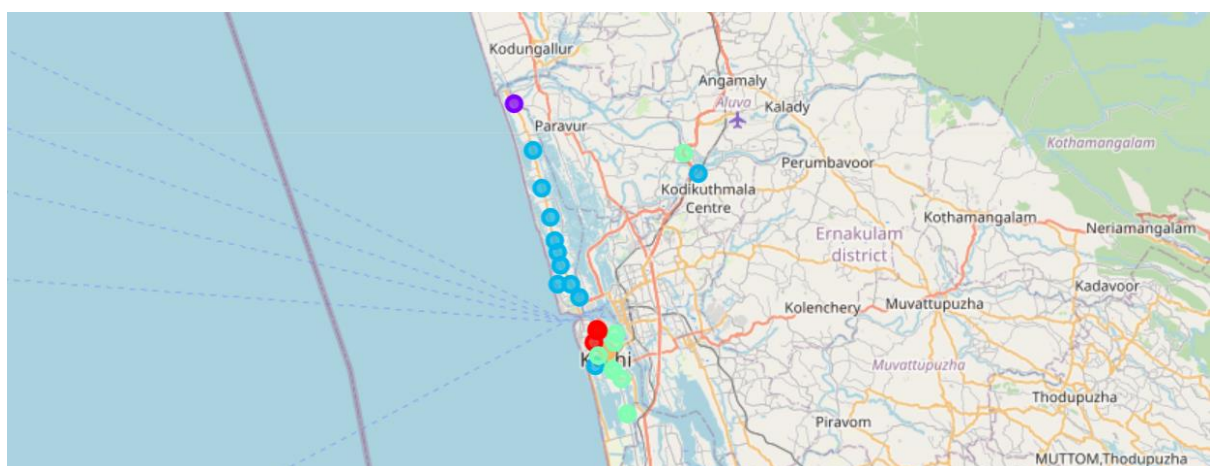 Kodungallur
Angamaly
Aluva
Kalady
Paravur
Kothamangalam
Perumbavoor
Kodikuthmala
Centre
Kothamangalam
Neriamangalam
Ernakulam
district
Kadavoor
Muvattupuzha
Kolenchery
Muvattupuzha
Thodupuzha
Piravom
MUTTOM,Thodupuzha